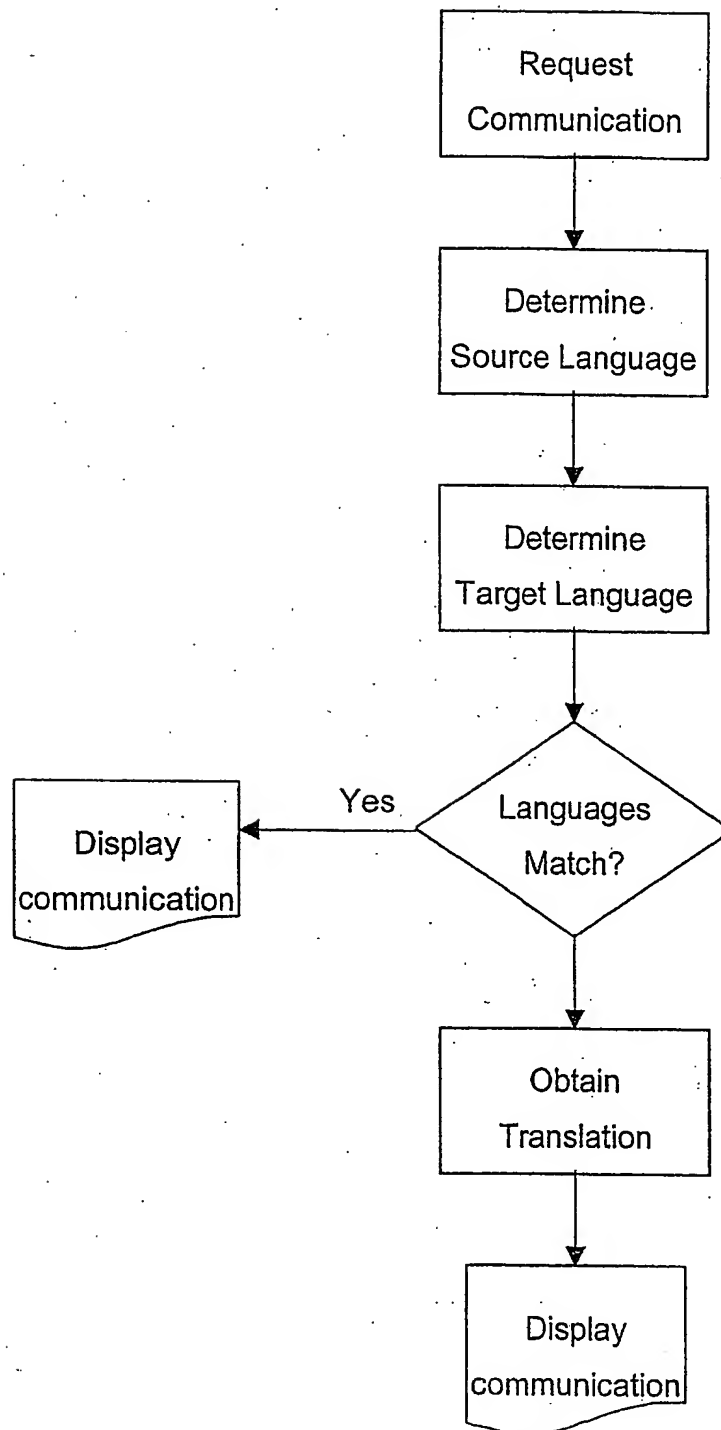 Request
Communication
Determine
Source Language
Determine
Target Language
Languages
Match?
Yes
Display
communication
Obtain
Translation
Display
communication